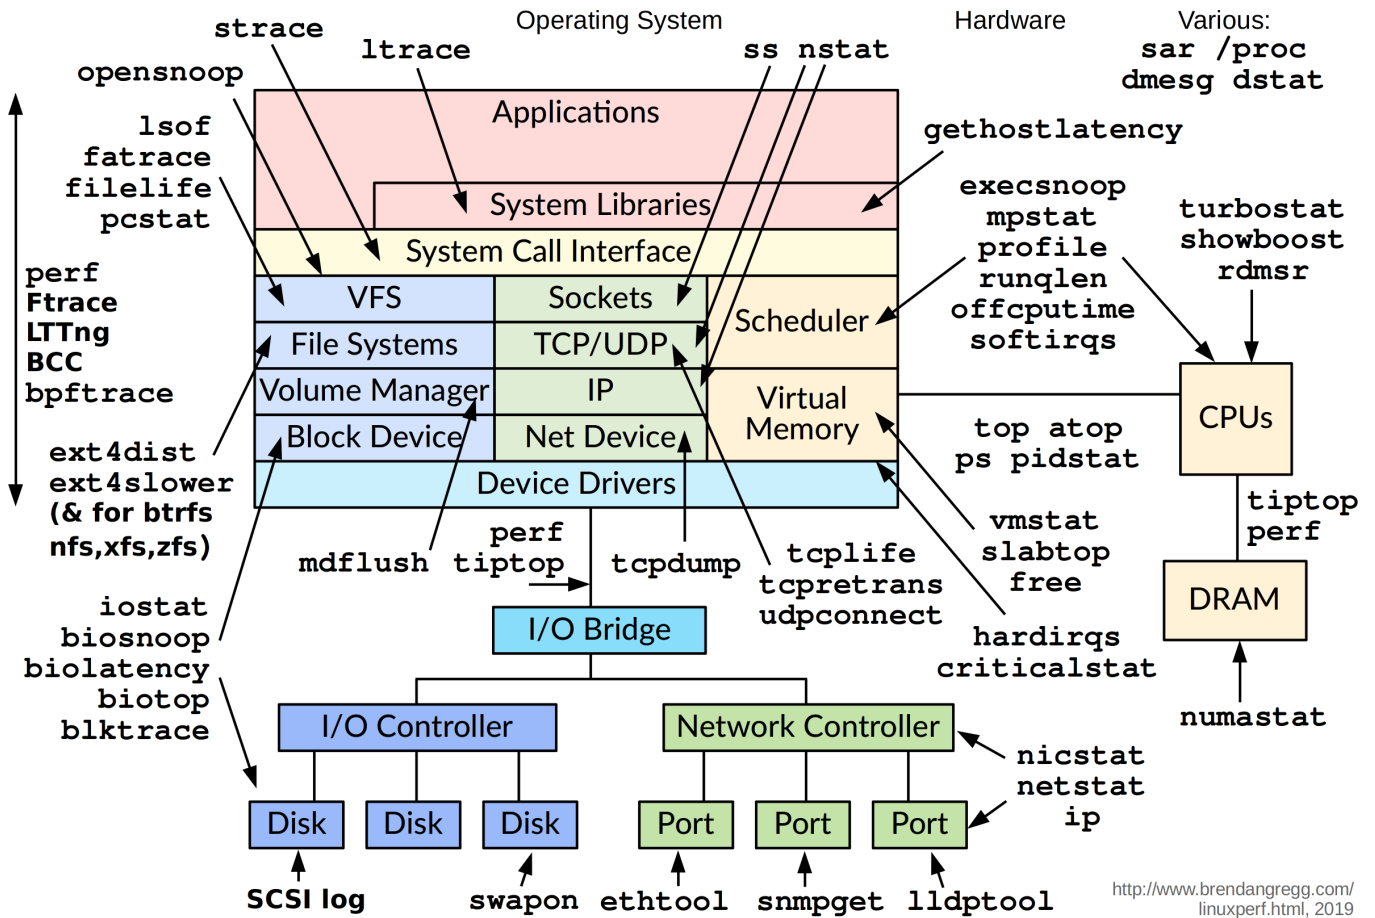 Operating System
Hardware
Various:
sar /proc
dmesg dstat
strace
ltrace
ss nstat
opensnoop
lsof
fatrace
filelife
pcstat
gethostlatency
Applications
System Libraries
System Call Interface
execsnoop
mpstat
profile
runqlen
offcputime
softirqs
turbostat
showboost
rdmsr
perf
Ftrace
LTTng
BCC
bpftrace
VFS
Sockets
Scheduler
File Systems
TCP/UDP
Volume Manager
IP
Virtual
Memory
Block Device
Net Device
Device Drivers
CPUs
top atop
ps pidstat
tiptop
perf
DRAM
numastat
ext4dist
ext4slower
(& for btrfs
nfs,xfs,zfs)
mdflush
perf
tiptop
tcpdump
tcplife
tcpretrans
udpconnect
vmstat
slabtop
free
hardirqs
criticalstat
iostat
biosnoop
biolatency
biotop
blktrace
I/O Bridge
I/O Controller
Network Controller
nicstat
netstat
ip
Disk
Disk
Disk
Port
Port
Port
SCSI log
swapon
ethtool
snmpget
lldptool
http://www.brendangregg.com/
linuxperf.html, 2019